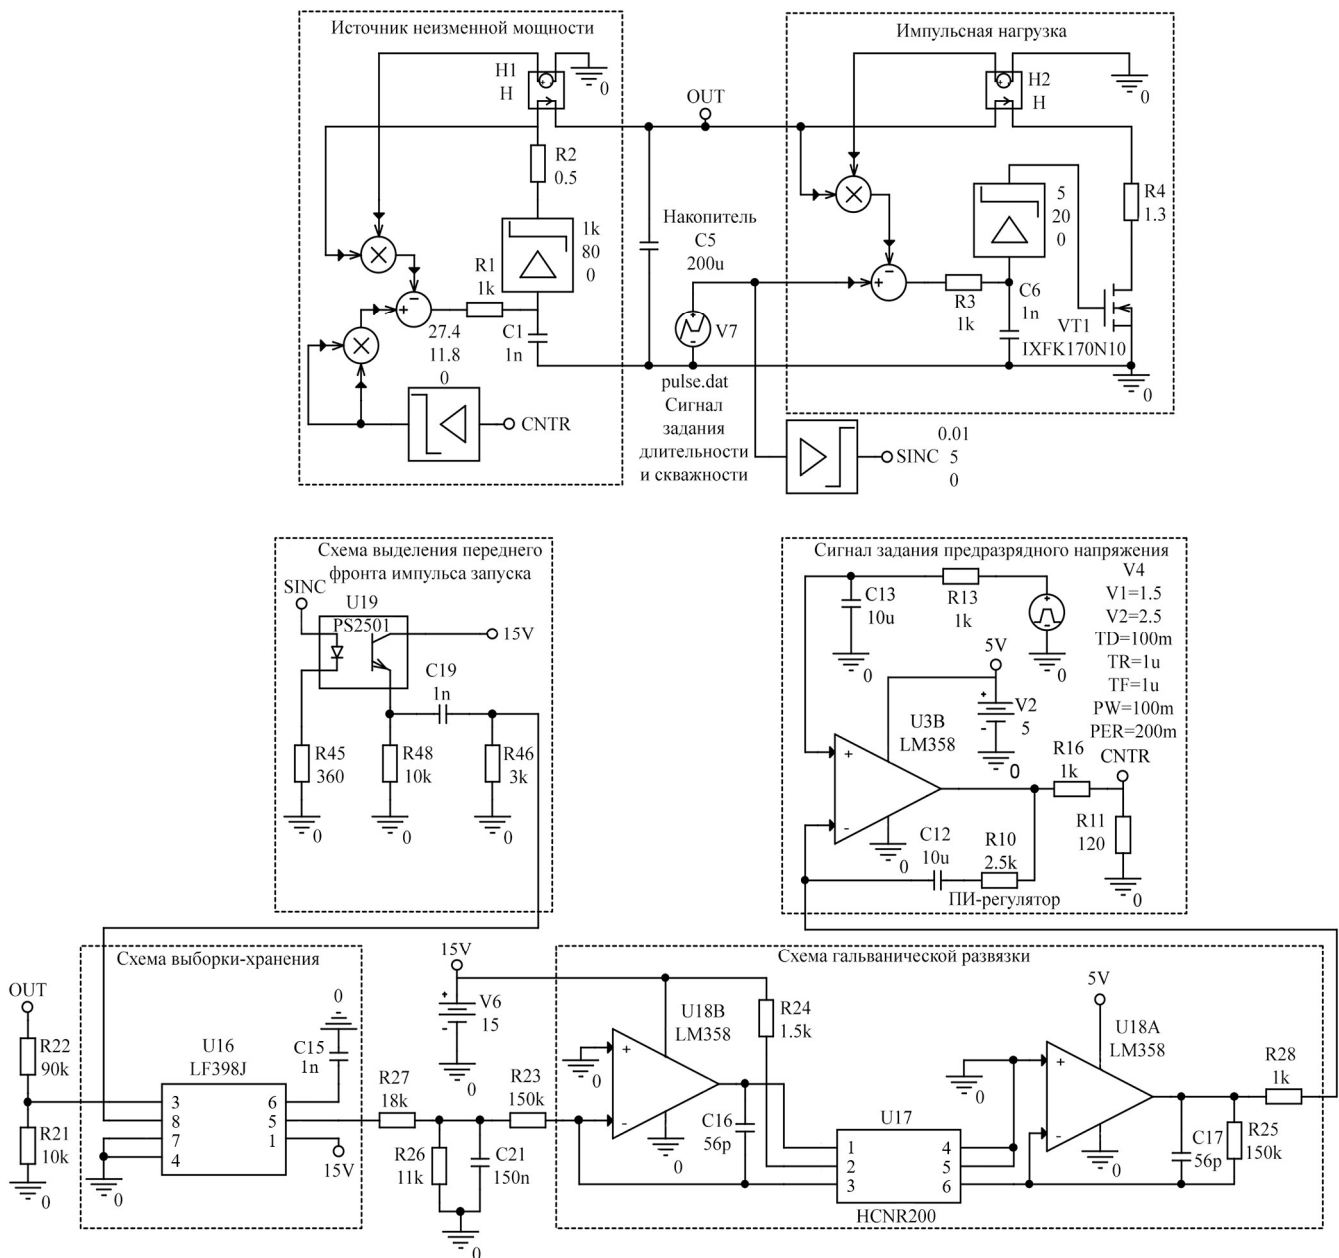 Источник неизменной мощности
H1
H
0
R2
0.5
1k
80
0
R1
1k
C1
1n
27.4
11.8
0
CNTR
OUT
Накопитель
C5
200u
V7
pulse.dat
Сигнал
задания
длительности
и скважности
Импульсная нагрузка
H2
H
0
5
20
0
R4
1.3
R3
1k
C6
1n
VT1
IXFK170N10
0
SINC
0.01
5
0
Схема выделения переднего
фронта импульса запуска
SINC
U19
PS2501
15V
C19
1n
R45
360
R48
10k
R46
3k
0
0
0
Сигнал задания предразрядного напряжения
V4
V1=1.5
V2=2.5
TD=100m
TR=1u
TF=1u
PW=100m
PER=200m
C13
10u
R13
1k
0
0
5V
V2
5
0
U3B
LM358
+
-
0
R16
1k
CNTR
R11
120
0
C12
10u
R10
2.5k
ПИ-регулятор
Схема выборки-хранения
OUT
R22
90k
R21
10k
0
U16
LF398J
3
8
7
4
6
5
1
0
C15
1n
0
15V
R27
18k
R26
11k
C21
150n
0
15V
V6
15
0
R23
150k
Схема гальванической развязки
U18B
LM358
+
-
0
0
R24
1.5k
C16
56p
U17
1
2
3
4
5
6
HCNR200
0
5V
U18A
LM358
+
-
0
C17
56p
R25
150k
R28
1k